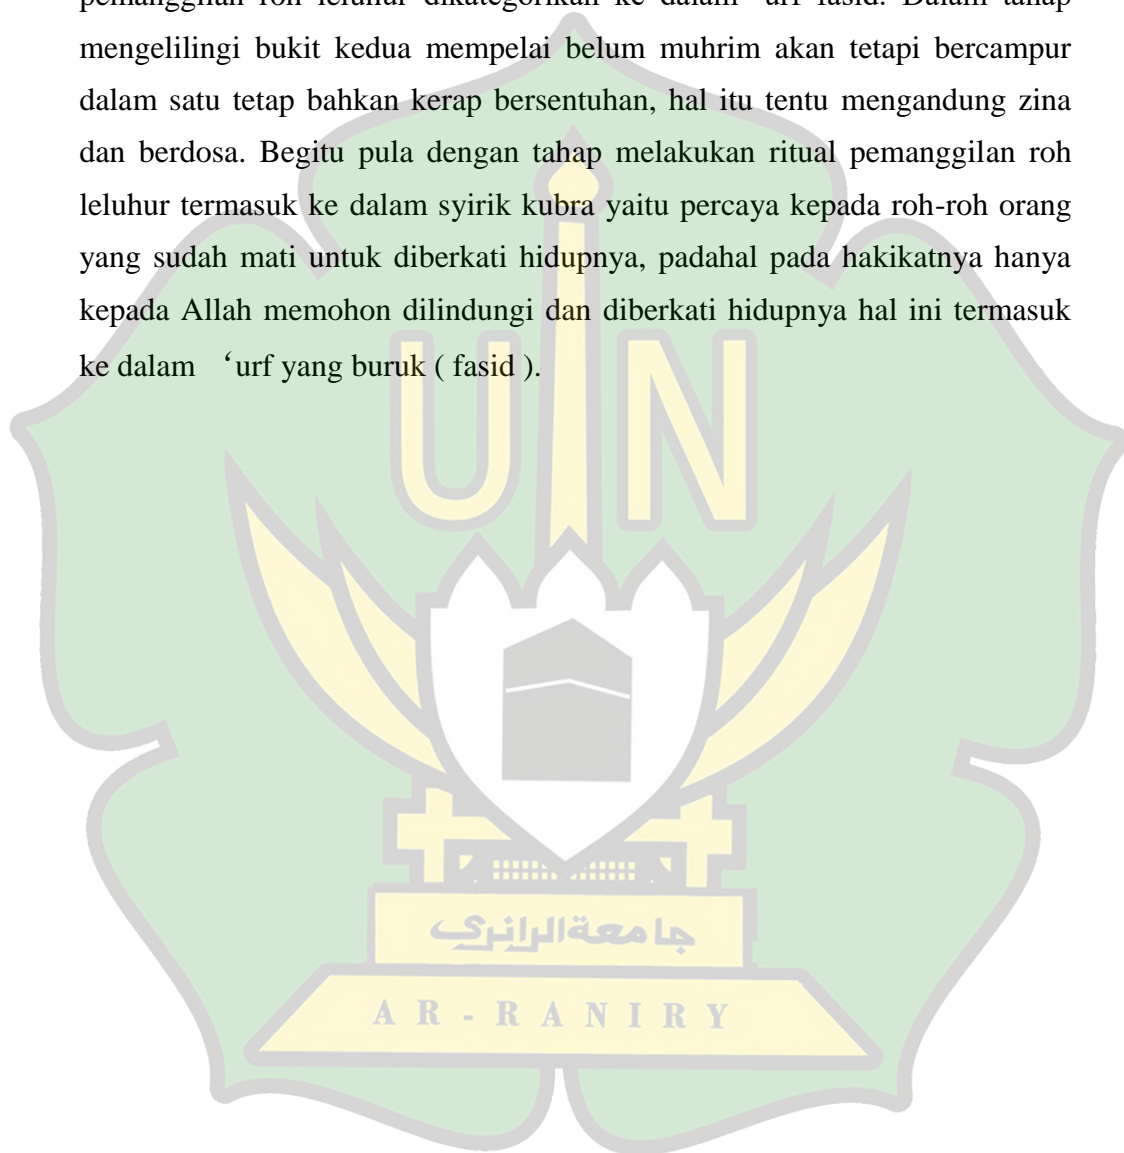 pemanggilan roh leluhur dikategorikan ke dalam 'urf fasid. Dalam tahap
mengelilingi bukit kedua mempelai belum muhrim akan tetapi bercampur
dalam satu tetap bahkan kerap bersentuhan, hal itu tentu mengandung zina
dan berdosa. Begitu pula dengan tahap melakukan ritual pemanggilan roh
leluhur termasuk ke dalam syirik kubra yaitu percaya kepada roh-roh orang
yang sudah mati untuk diberkati hidupnya, padahal pada hakikatnya hanya
kepada Allah memohon dilindungi dan diberkati hidupnya hal ini termasuk
ke dalam ‘urf yang buruk ( fasid ).
UIN
جامعة الرانري
AR-RANIRY